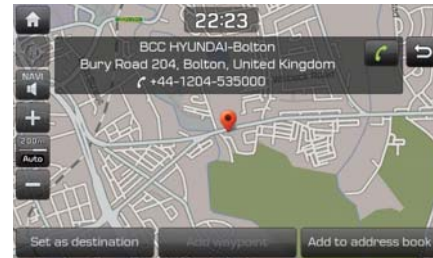 22:23
BCC HYUNDAI-Bolton
Bury Road 204, Bolton, United Kingdom
+44-1204-535000
NAVI
200m
Auto
Set as destination
Add waypoint
Add to address book